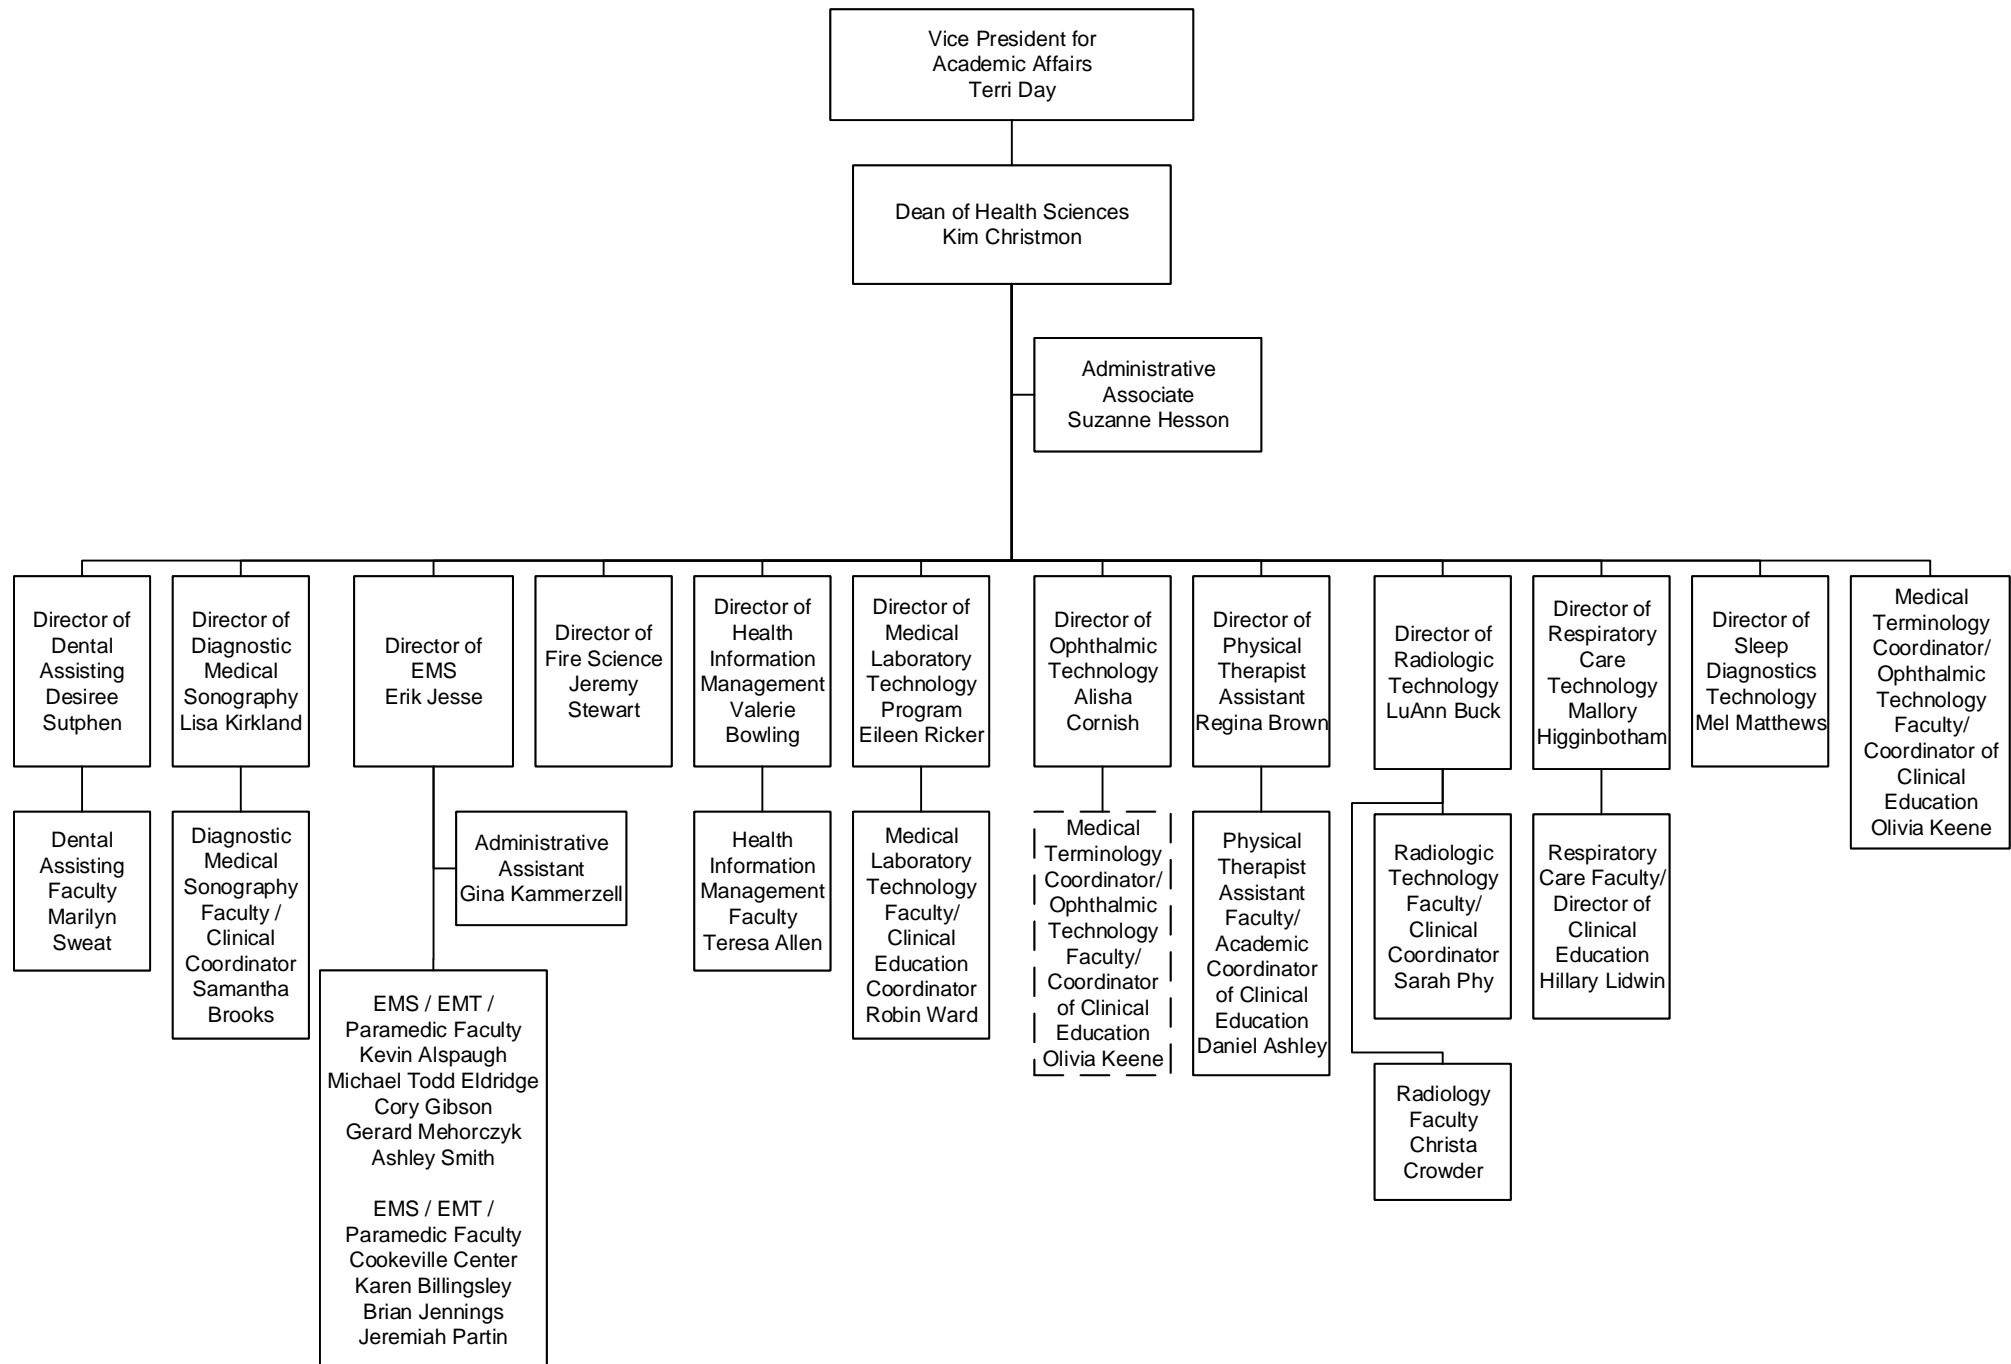 Vice President for
Academic Affairs
Terri Day
Dean of Health Sciences
Kim Christmon
Administrative
Associate
Suzanne Hesson
Director of
Dental
Assisting
Desiree
Sutphen
Director of
Diagnostic
Medical
Sonography
Lisa Kirkland
Director of
EMS
Erik Jesse
Director of
Fire Science
Jeremy
Stewart
Director of
Health
Information
Management
Valerie
Bowling
Director of
Medical
Laboratory
Technology
Program
Eileen Ricker
Director of
Ophthalmic
Technology
Alisha
Cornish
Director of
Physical
Therapist
Assistant
Regina Brown
Director of
Radiologic
Technology
LuAnn Buck
Director of
Respiratory
Care
Technology
Mallory
Higginbotham
Director of
Sleep
Diagnostics
Technology
Mel Matthews
Medical
Terminology
Coordinator/
Ophthalmic
Technology
Faculty/
Coordinator of
Clinical
Education
Olivia Keene
Dental
Assisting
Faculty
Marilyn
Sweat
Diagnostic
Medical
Sonography
Faculty /
Clinical
Coordinator
Samantha
Brooks
Administrative
Assistant
Gina Kammerzell
EMS / EMT /
Paramedic Faculty
Kevin Alspaugh
Michael Todd Eldridge
Cory Gibson
Gerard Mehorczyk
Ashley Smith
EMS / EMT /
Paramedic Faculty
Cookeville Center
Karen Billingsley
Brian Jennings
Jeremiah Partin
Health
Information
Management
Faculty
Teresa Allen
Medical
Laboratory
Technology
Faculty/
Clinical
Education
Coordinator
Robin Ward
Medical
Terminology
Coordinator/
Ophthalmic
Technology
Faculty/
Coordinator
of Clinical
Education
Olivia Keene
Physical
Therapist
Assistant
Faculty/
Academic
Coordinator
of Clinical
Education
Daniel Ashley
Radiologic
Technology
Faculty/
Clinical
Coordinator
Sarah Phy
Radiology
Faculty
Christa
Crowder
Respiratory
Care Faculty/
Director of
Clinical
Education
Hillary Lidwin